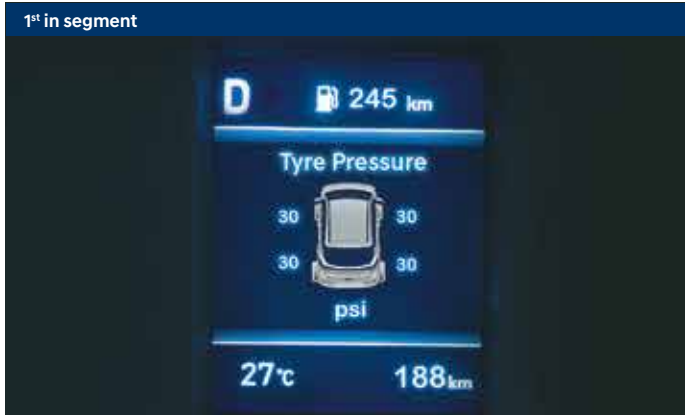 1st in segment
D 245 km
Tyre Pressure
30 30
30 30
psi
27°C 188km